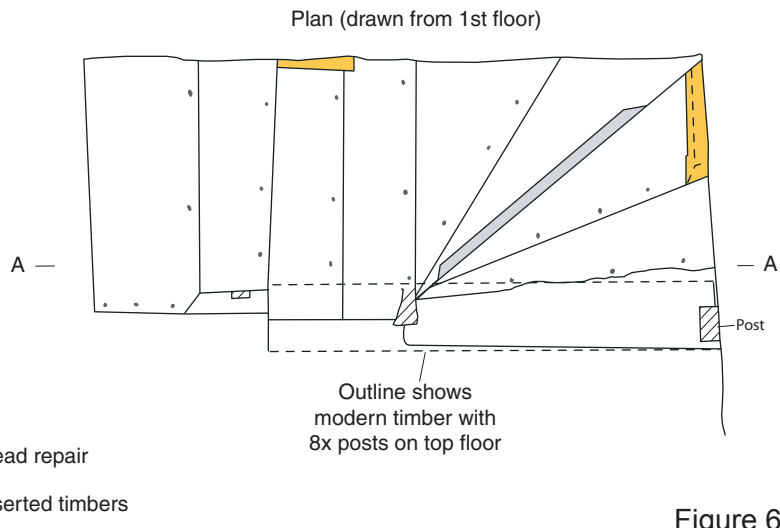 Plan (drawn from 1st floor)
A
A
Post
Outline shows
modern timber with
8x posts on top floor
ead repair
serted timbers
Figure 6